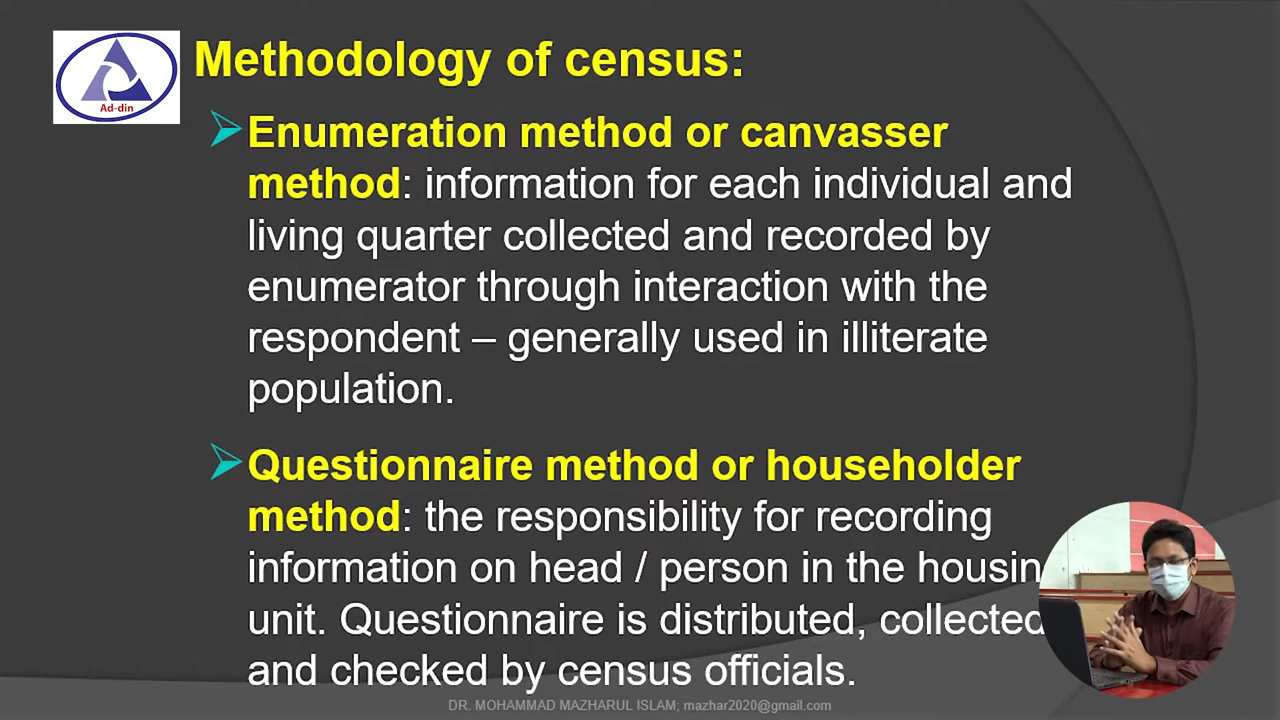 Methodology of census:
Ad-din
Enumeration method or canvasser
method: information for each individual and
living quarter collected and recorded by
enumerator through interaction with the
respondent – generally used in illiterate
population.
Questionnaire method or householder
method: the responsibility for recording
information on head / person in the housin
unit. Questionnaire is distributed, collected
and checked by census officials.
DR. MOHAMMAD MAZHARUL ISLAM; mazhar2020@gmail.com